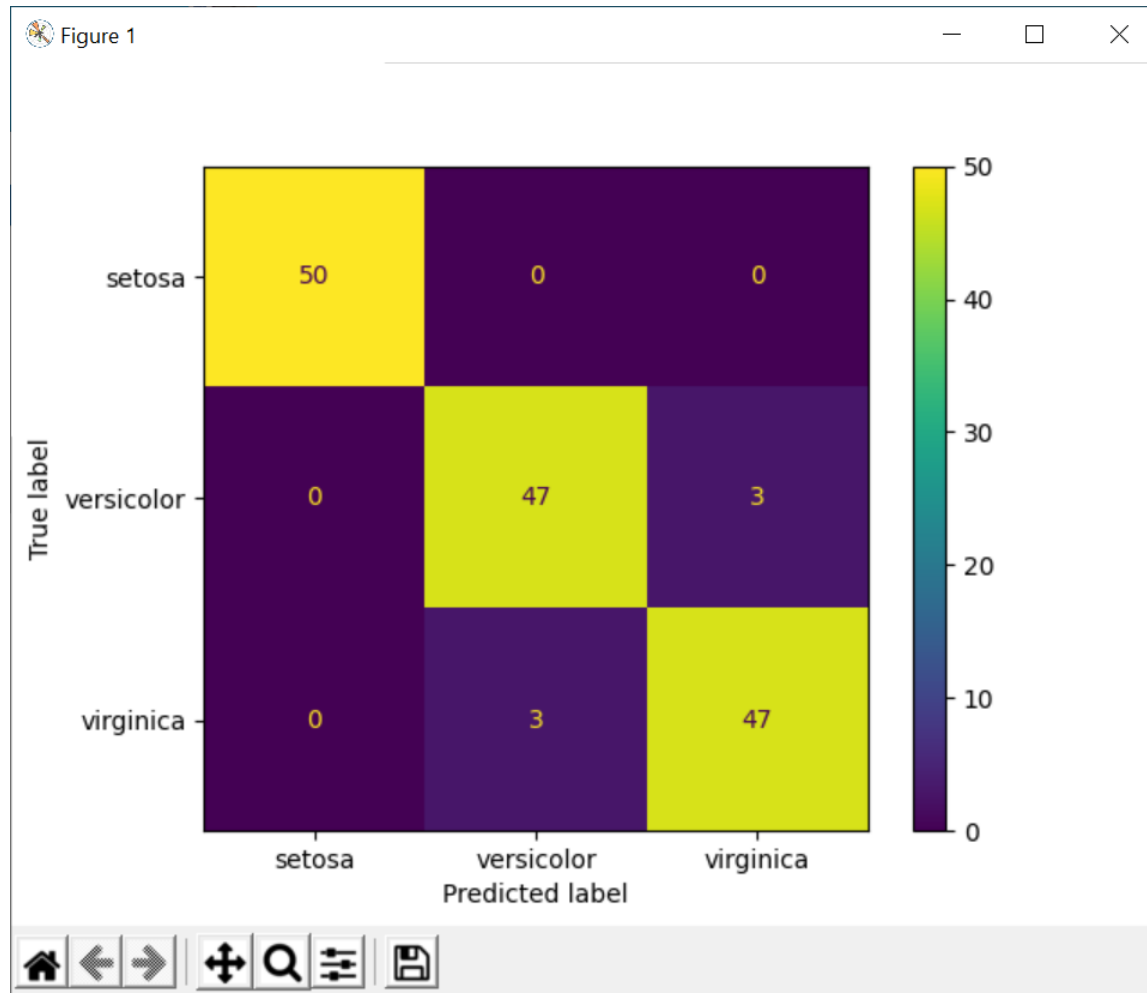 Figure 1
50
setosa 50 0 0
40
30
True label
versicolor 0 47 3
20
10
virginica 0 3 47
0
setosa versicolor virginica
Predicted label